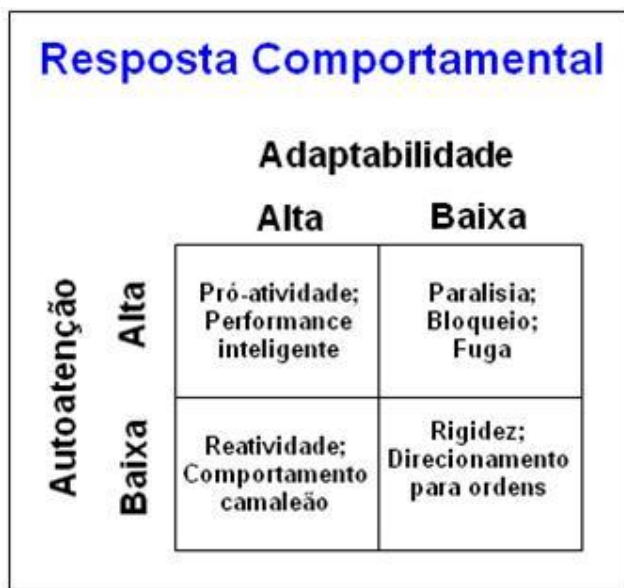 Resposta Comportamental
Adaptabilidade
Alta
Baixa
Autoatenção
Alta
Pró-atividade;
Performance
inteligente
Paralisia;
Bloqueio;
Fuga
Baixa
Reatividade;
Comportamento
camaleão
Rigidez;
Direcionamento
para ordens